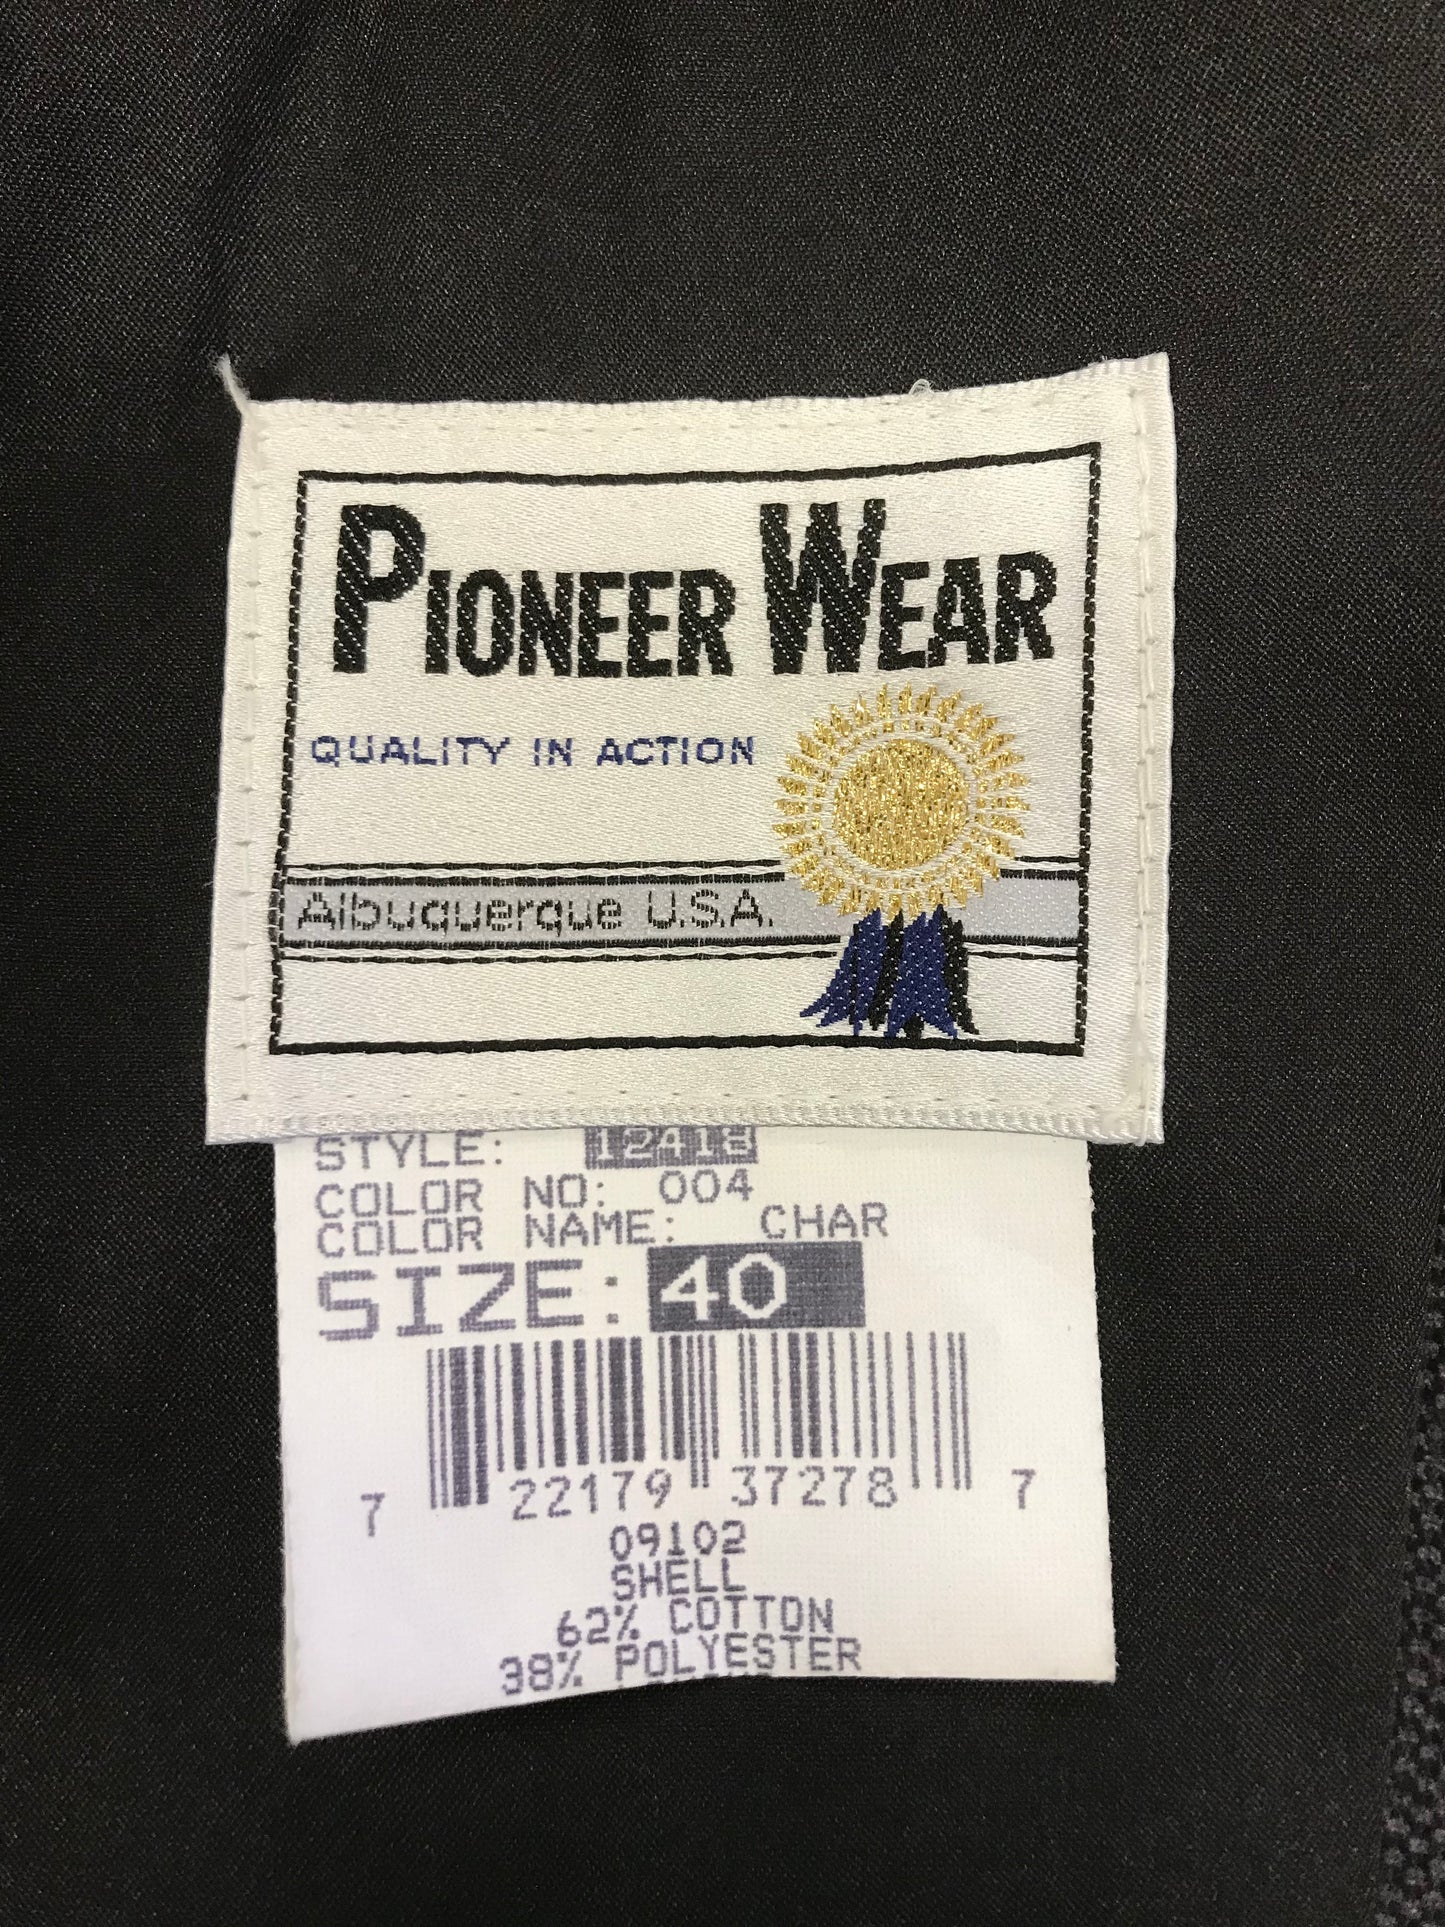 PIONEER WEAR
QUALITY IN ACTION
Albuquerque U.S.A.
STYLE: 12418
COLOR NO: 004
COLOR NAME: CHAR
SIZE: 40
7 22179 37278 7
09102
SHELL
62% COTTON
38% POLYESTER